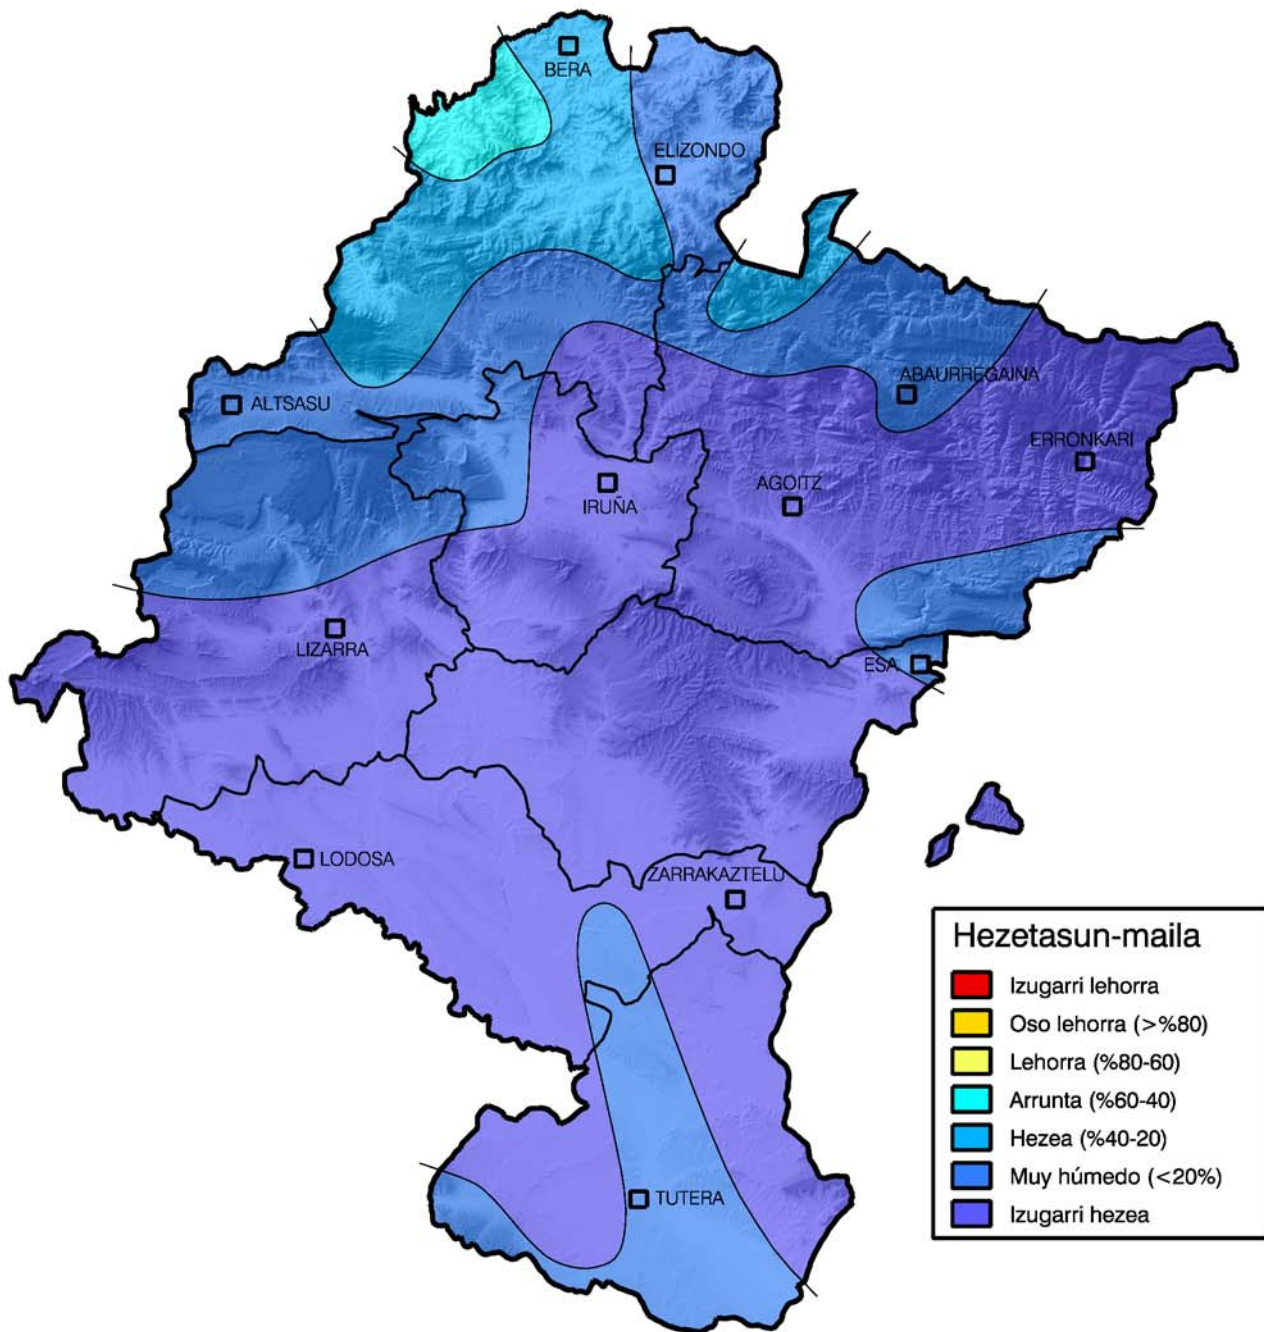 BERA
ELIZONDO
ABAURREGAINA
ALTSASU
ERRONKARI
IRUÑA
AGOITZ
LIZARRA
ESA
LODOSA
ZARRAKAZTELU
TUTERA
Hezetasun-maila
Izugarri lehorra
Oso lehorra (>%80)
Lehorra (%80-60)
Arrunta (%60-40)
Hezea (%40-20)
Muy húmedo (<20%)
Izugarri hezea